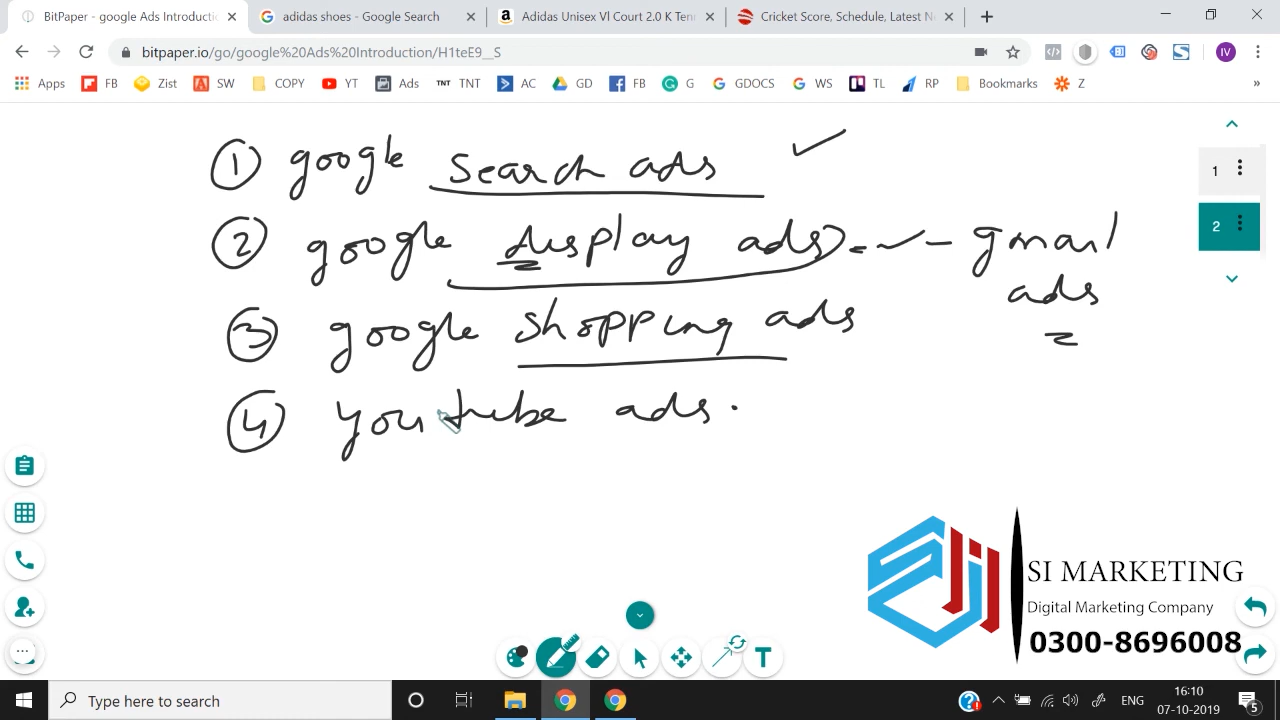 BitPaper - google Ads Introductio
adidas shoes - Google Search
Adidas Unisex Vl Court 2.0 K Ten
Cricket Score, Schedule, Latest N
bitpaper.io/go/google%20Ads%20Introduction/H1teE9__S
IV
Apps FB Zist SW COPY YT Ads TNT TNT AC GD FB G GDOCS WS TL RP Bookmarks Z »
1 google search ads
2 google display ads - gmail
ads
3 google shopping ads
4 youtube ads.
1
2
SI MARKETING
Digital Marketing Company
0300-8696008
T
Type here to search
ENG
16:10
07-10-2019
5